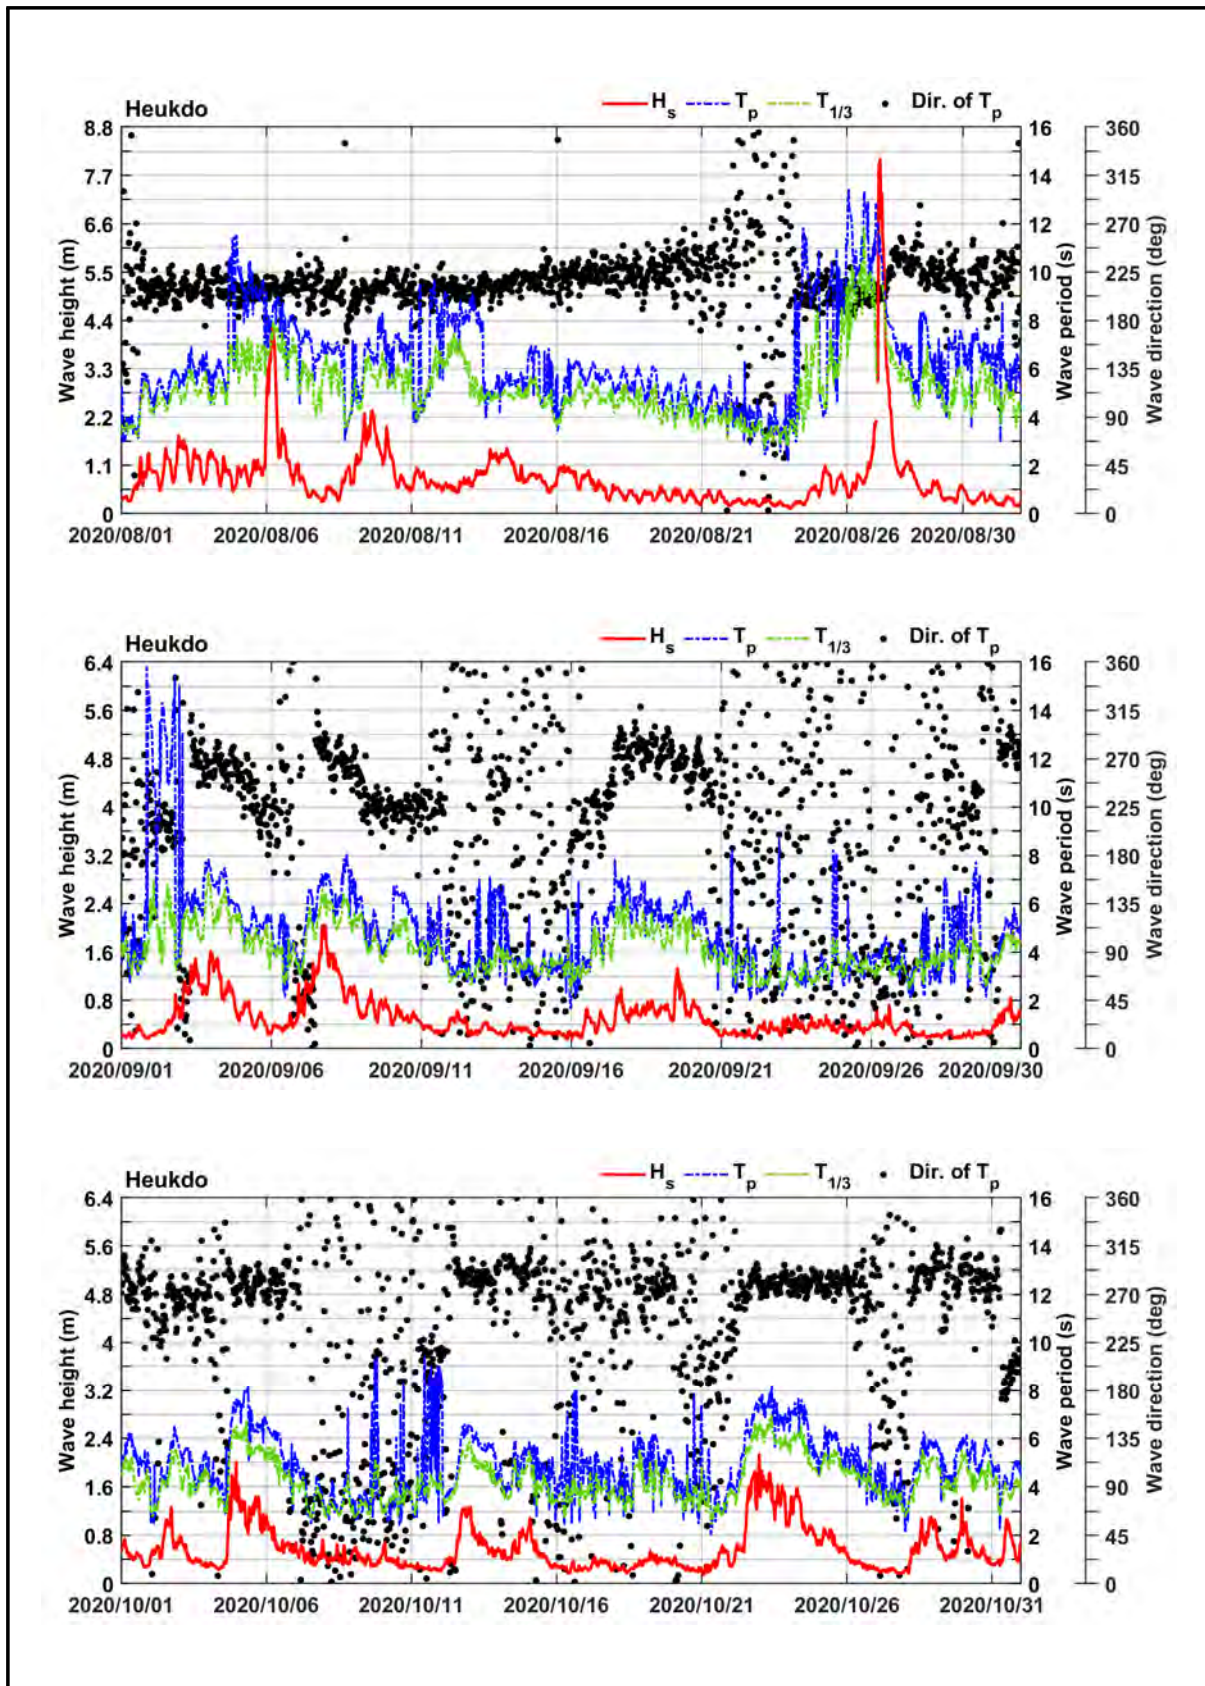 Heukdo
Hs Tp T1/3 Dir. of Tp
8.8 16 360
7.7 14 315
6.6 12 270
5.5 10 225
4.4 8 180
3.3 6 135
2.2 4 90
1.1 2 45
0 0 0
Wave height (m)
Wave period (s)
Wave direction (deg)
2020/08/01 2020/08/06 2020/08/11 2020/08/16 2020/08/21 2020/08/26 2020/08/30
Heukdo
Hs Tp T1/3 Dir. of Tp
6.4 16 360
5.6 14 315
4.8 12 270
4 10 225
3.2 8 180
2.4 6 135
1.6 4 90
0.8 2 45
0 0 0
Wave height (m)
Wave period (s)
Wave direction (deg)
2020/09/01 2020/09/06 2020/09/11 2020/09/16 2020/09/21 2020/09/26 2020/09/30
Heukdo
Hs Tp T1/3 Dir. of Tp
6.4 16 360
5.6 14 315
4.8 12 270
4 10 225
3.2 8 180
2.4 6 135
1.6 4 90
0.8 2 45
0 0 0
Wave height (m)
Wave period (s)
Wave direction (deg)
2020/10/01 2020/10/06 2020/10/11 2020/10/16 2020/10/21 2020/10/26 2020/10/31